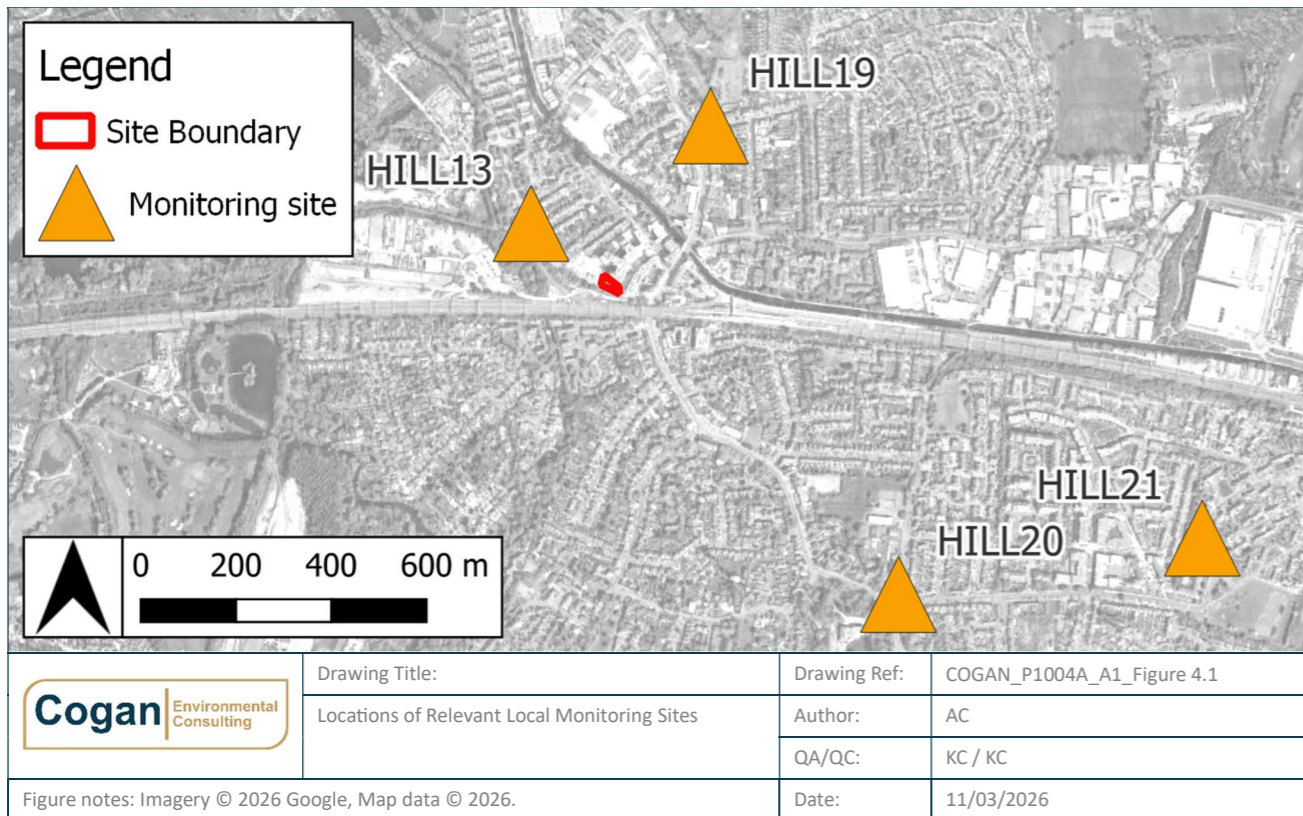 Legend
Site Boundary
Monitoring site
HILL19
HILL13
HILL21
HILL20
0 200 400 600 m
Cogan Environmental Consulting
Drawing Title:
Locations of Relevant Local Monitoring Sites
Drawing Ref: COGAN_P1004A_A1_Figure 4.1
Author: AC
QA/QC: KC / KC
Figure notes: Imagery © 2026 Google, Map data © 2026.
Date: 11/03/2026